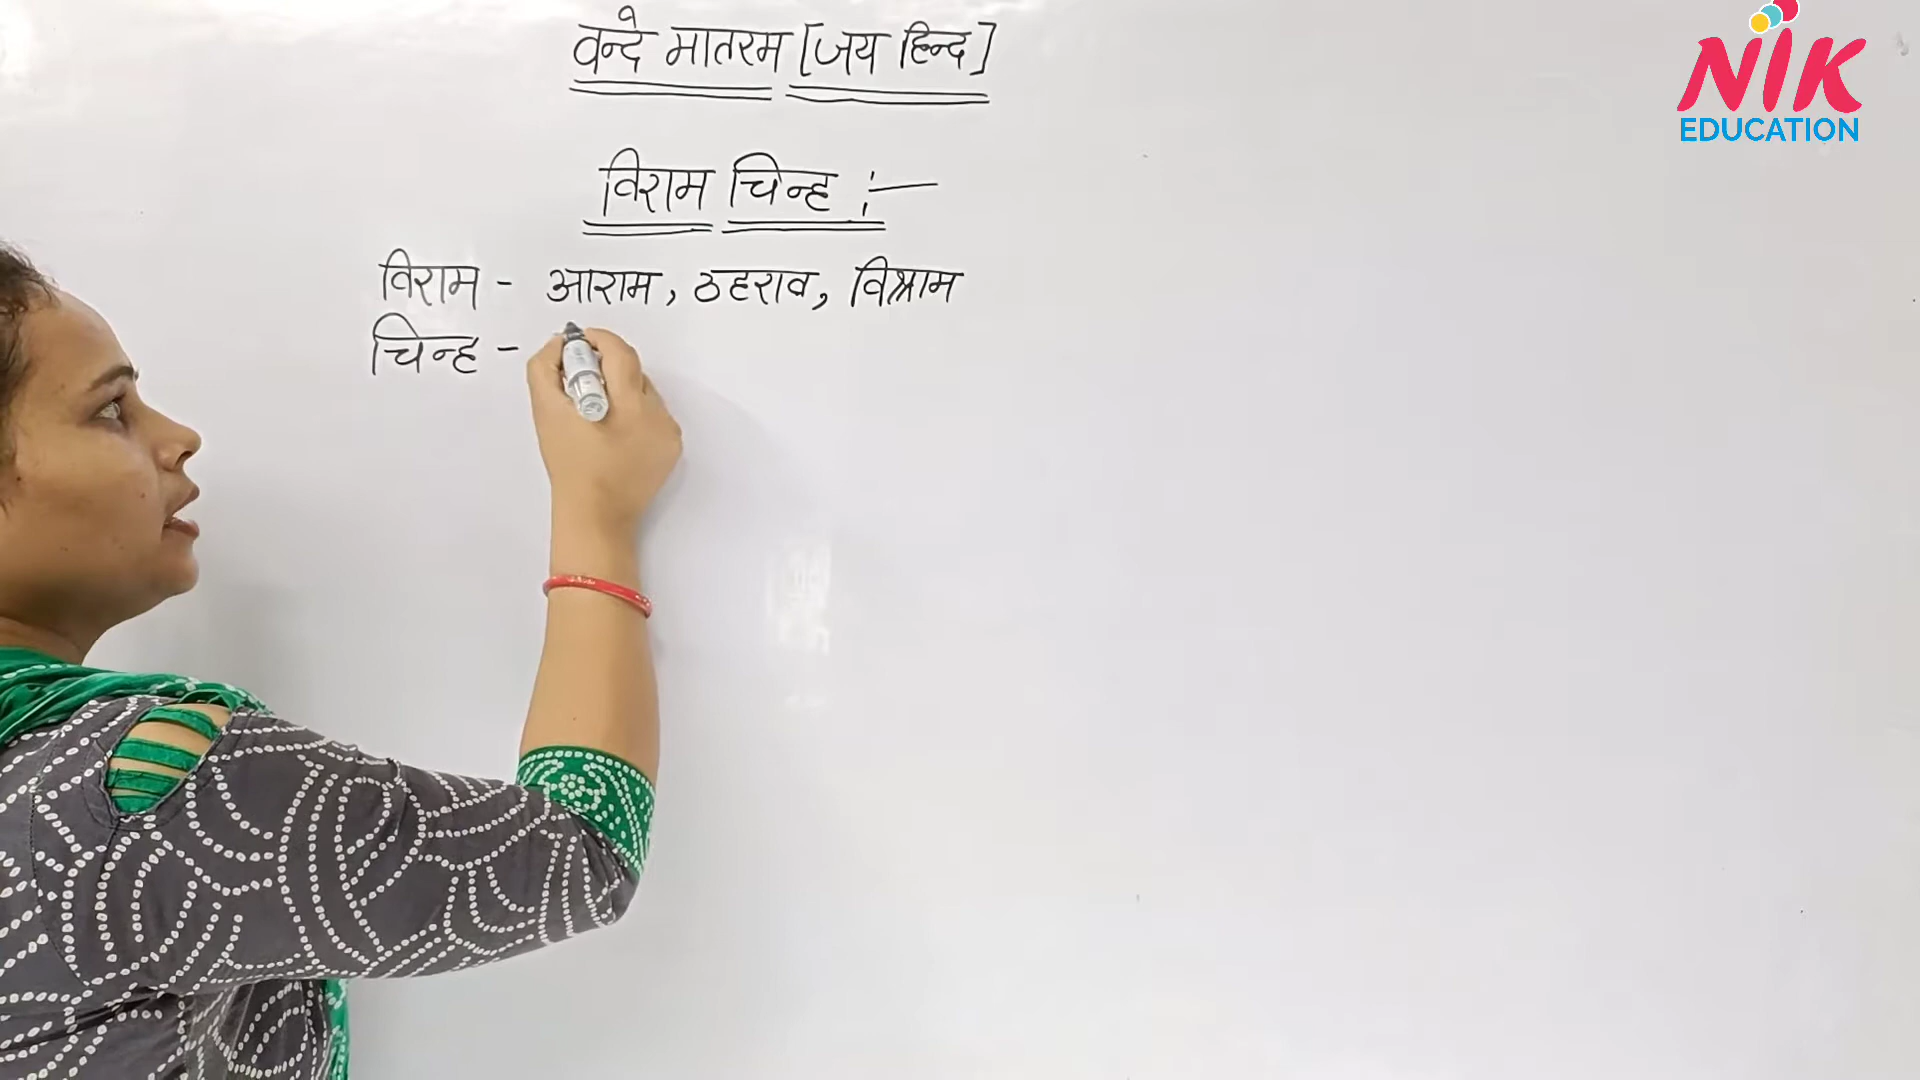 वन्दे मातरम [जय हिन्द]
NIK
EDUCATION
विराम चिन्ह :—
विराम - आराम, ठहराव, विश्राम
चिन्ह -